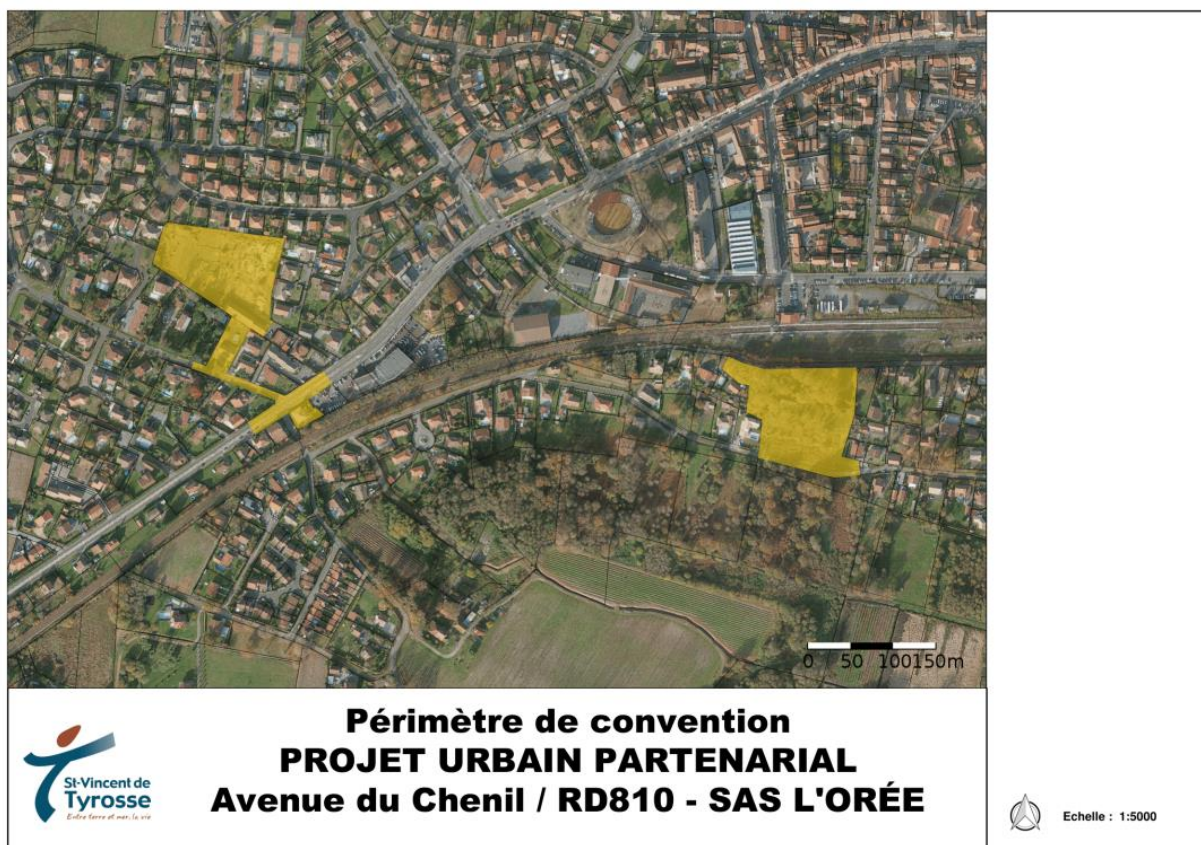 0 50 100150m
Périmètre de convention
PROJET URBAIN PARTENARIAL
Avenue du Chenil / RD810 - SAS L'ORÉE
St-Vincent de
Tyrosse
Entre terre et mer, la vie
Echelle : 1:5000